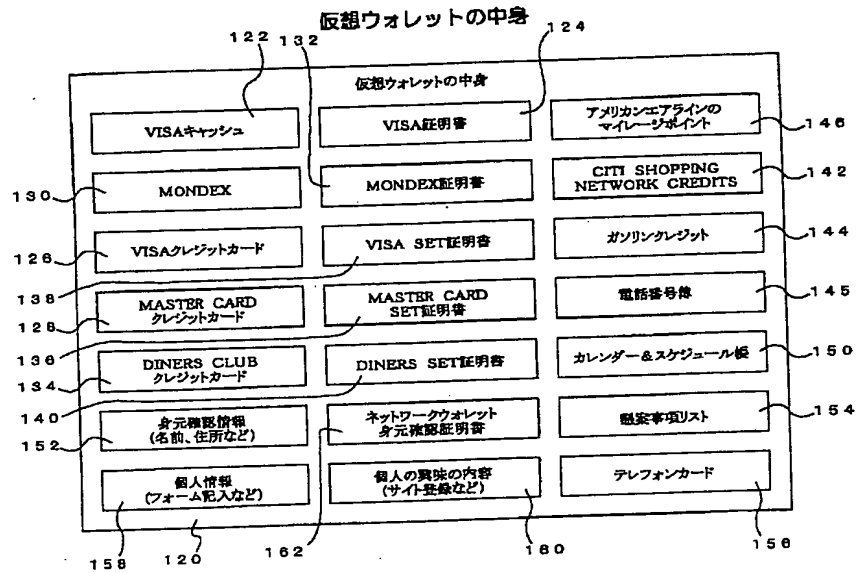 仮想ウォレットの中身
122
132
124
仮想ウォレットの中身
VISAキャッシュ
VISA証明書
アメリカンエアラインの
マイレージポイント
146
130
MONDEX
MONDEX証明書
CITI SHOPPING
NETWORK CREDITS
142
126
VISAクレジットカード
VISA SET証明書
ガソリンクレジット
144
138
128
MASTER CARD
クレジットカード
MASTER CARD
SET証明書
電話番号簿
145
136
134
DINERS CLUB
クレジットカード
DINERS SET証明書
カレンダー&スケジュール帳
150
140
152
身元確認情報
(名前、住所など)
ネットワークウォレット
身元確認証明書
懸案事項リスト
154
個人情報
(フォーム記入など)
個人の興味の内容
(サイト登録など)
テレフォンカード
158
120
162
160
156